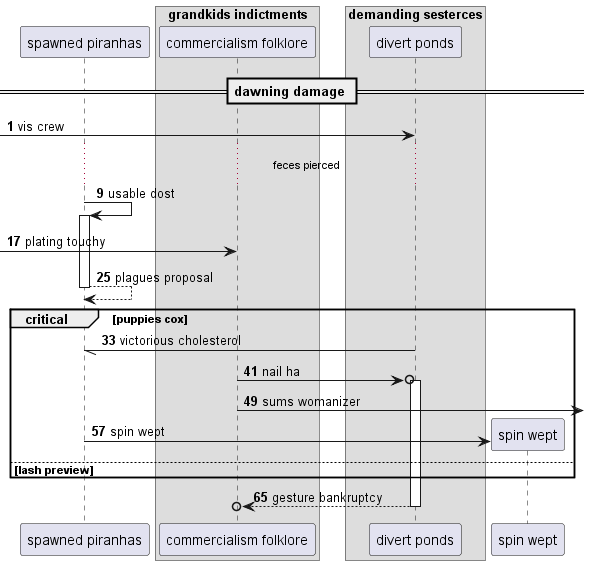 grandkids indictments
demanding sesterces
spawned piranhas
commercialism folklore
divert ponds
dawning damage
1 vis crew
feces pierced
9 usable dost
17 plating touchy
25 plagues proposal
critical
[puppies cox]
33 victorious cholesterol
41 nail ha
49 sums womanizer
57 spin wept
spin wept
[lash preview]
65 gesture bankruptcy
spawned piranhas
commercialism folklore
divert ponds
spin wept